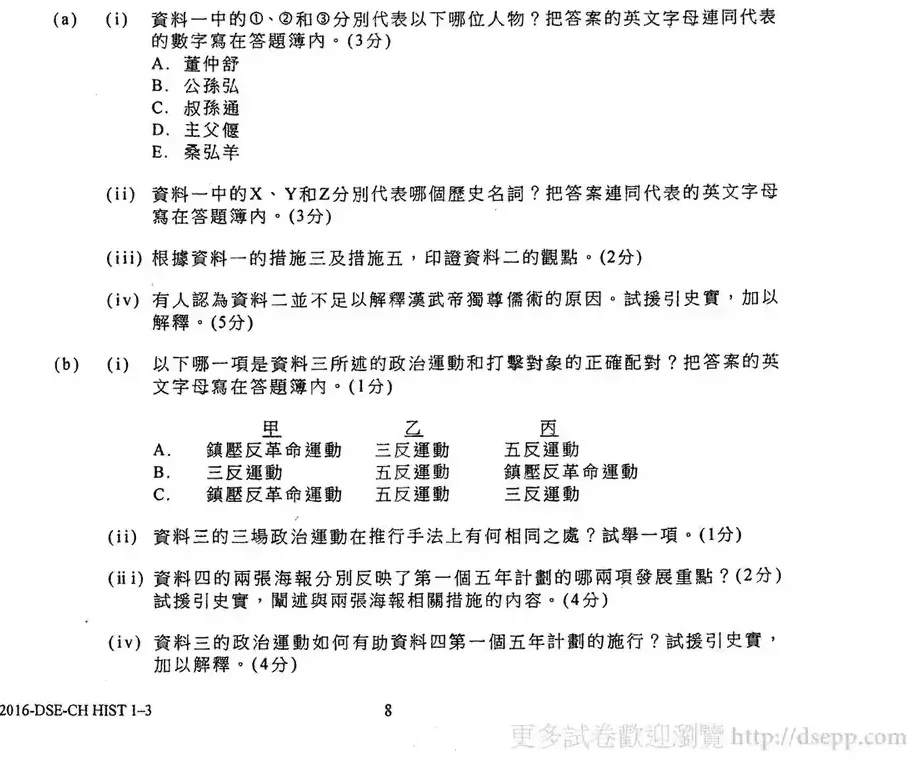 (a) (i) 資料一中的①、②和③分別代表以下哪位人物？把答案的英文字母連同代表
的數字寫在答題簿內。(3分)
A. 董仲舒
B. 公孫弘
C. 叔孫通
D. 主父偃
E. 桑弘羊
(ii) 資料一中的X、Y和Z分別代表哪個歷史名詞？把答案連同代表的英文字母
寫在答題簿內。(3分)
(iii) 根據資料一的措施三及措施五，印證資料二的觀點。(2分)
(iv) 有人認為資料二並不足以解釋漢武帝獨尊儒術的原因。試援引史實，加以
解釋。(5分)
(b) (i) 以下哪一項是資料三所述的政治運動和打擊對象的正確配對？把答案的英
文字母寫在答題簿內。(1分)
甲 乙 丙
A. 鎮壓反革命運動 三反運動 五反運動
B. 三反運動 五反運動 鎮壓反革命運動
C. 鎮壓反革命運動 五反運動 三反運動
(ii) 資料三的三場政治運動在推行手法上有何相同之處？試舉一項。(1分)
(iii) 資料四的兩張海報分別反映了第一個五年計劃的哪兩項發展重點？(2分)
試援引史實，闡述與兩張海報相關措施的內容。(4分)
(iv) 資料三的政治運動如何有助資料四第一個五年計劃的施行？試援引史實，
加以解釋。(4分)
2016-DSE-CH HIST 1–3 8
更多試卷歡迎瀏覽 http://dsepp.com